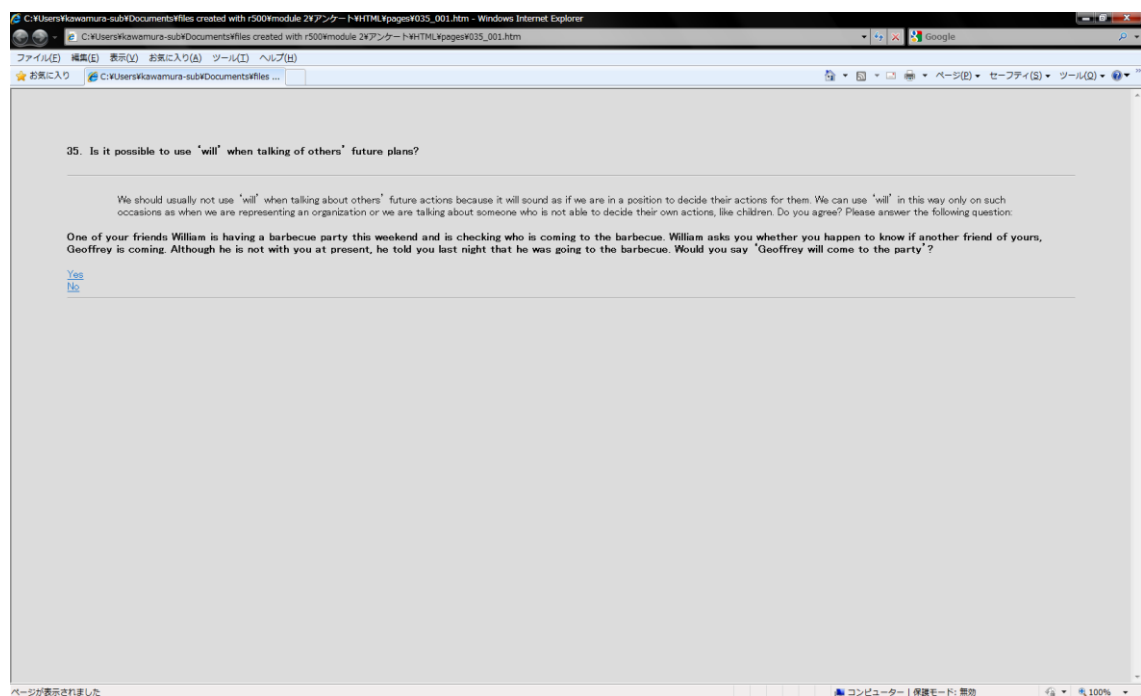 C:¥Users¥kawamura-sub¥Documents¥files created with r500¥module 2¥アンケート¥HTML¥pages¥035_001.htm - Windows Internet Explorer
C:¥Users¥kawamura-sub¥Documents¥files created with r500¥module 2¥アンケート¥HTML¥pages¥035_001.htm
Google
ファイル(F) 編集(E) 表示(V) お気に入り(A) ツール(T) ヘルプ(H)
お気に入り C:¥Users¥kawamura-sub¥Documents¥files ... ページ(P) セーフティ(S) ツール(O)
35. Is it possible to use ‘will’ when talking of others’ future plans?
We should usually not use ‘will’ when talking about others’ future actions because it will sound as if we are in a position to decide their actions for them. We can use ‘will’ in this way only on such
occasions as when we are representing an organization or we are talking about someone who is not able to decide their own actions, like children. Do you agree? Please answer the following question:
One of your friends William is having a barbecue party this weekend and is checking who is coming to the barbecue. William asks you whether you happen to know if another friend of yours,
Geoffrey is coming. Although he is not with you at present, he told you last night that he was going to the barbecue. Would you say ‘Geoffrey will come to the party’?
Yes
No
ページが表示されました コンピューター | 保護モード: 無効 100%